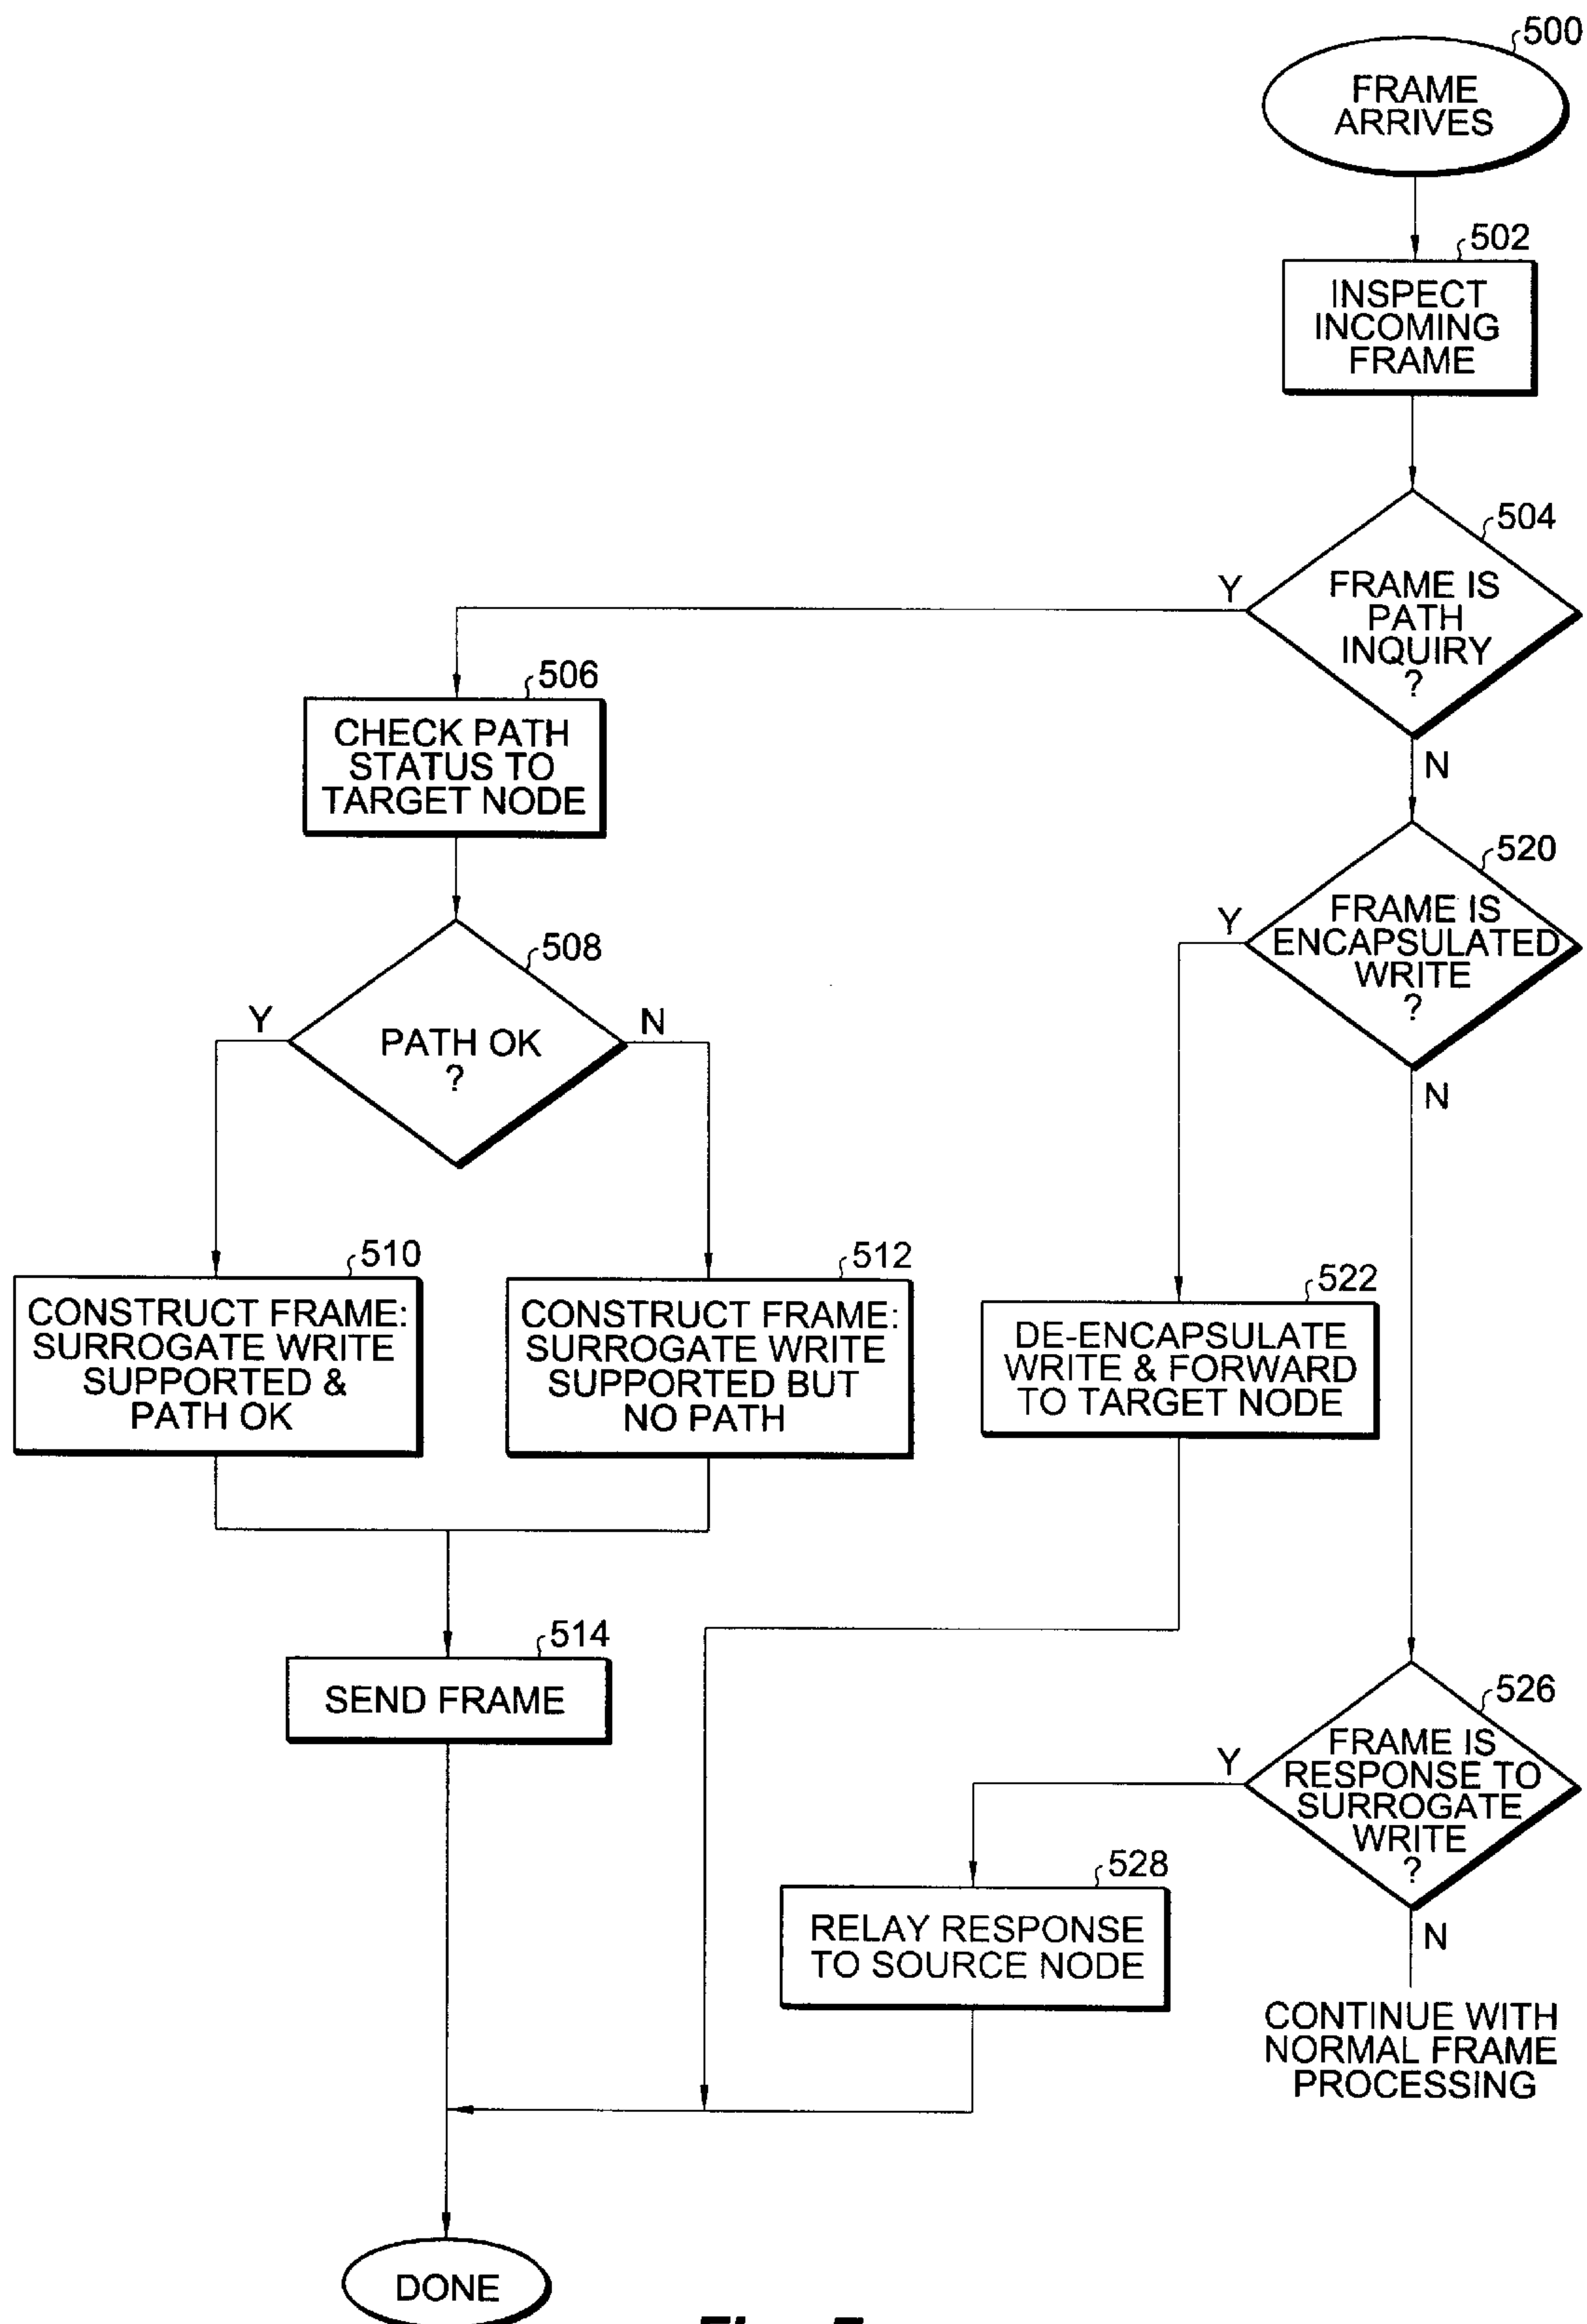 500
FRAME
ARRIVES
502
INSPECT
INCOMING
FRAME
504
FRAME IS
PATH
INQUIRY
?
Y
N
506
CHECK PATH
STATUS TO
TARGET NODE
520
FRAME IS
ENCAPSULATED
WRITE
?
Y
N
508
PATH OK
?
Y
N
510
CONSTRUCT FRAME:
SURROGATE WRITE
SUPPORTED &
PATH OK
512
CONSTRUCT FRAME:
SURROGATE WRITE
SUPPORTED BUT
NO PATH
522
DE-ENCAPSULATE
WRITE & FORWARD
TO TARGET NODE
514
SEND FRAME
526
FRAME IS
RESPONSE TO
SURROGATE
WRITE
?
Y
N
528
RELAY RESPONSE
TO SOURCE NODE
CONTINUE WITH
NORMAL FRAME
PROCESSING
DONE